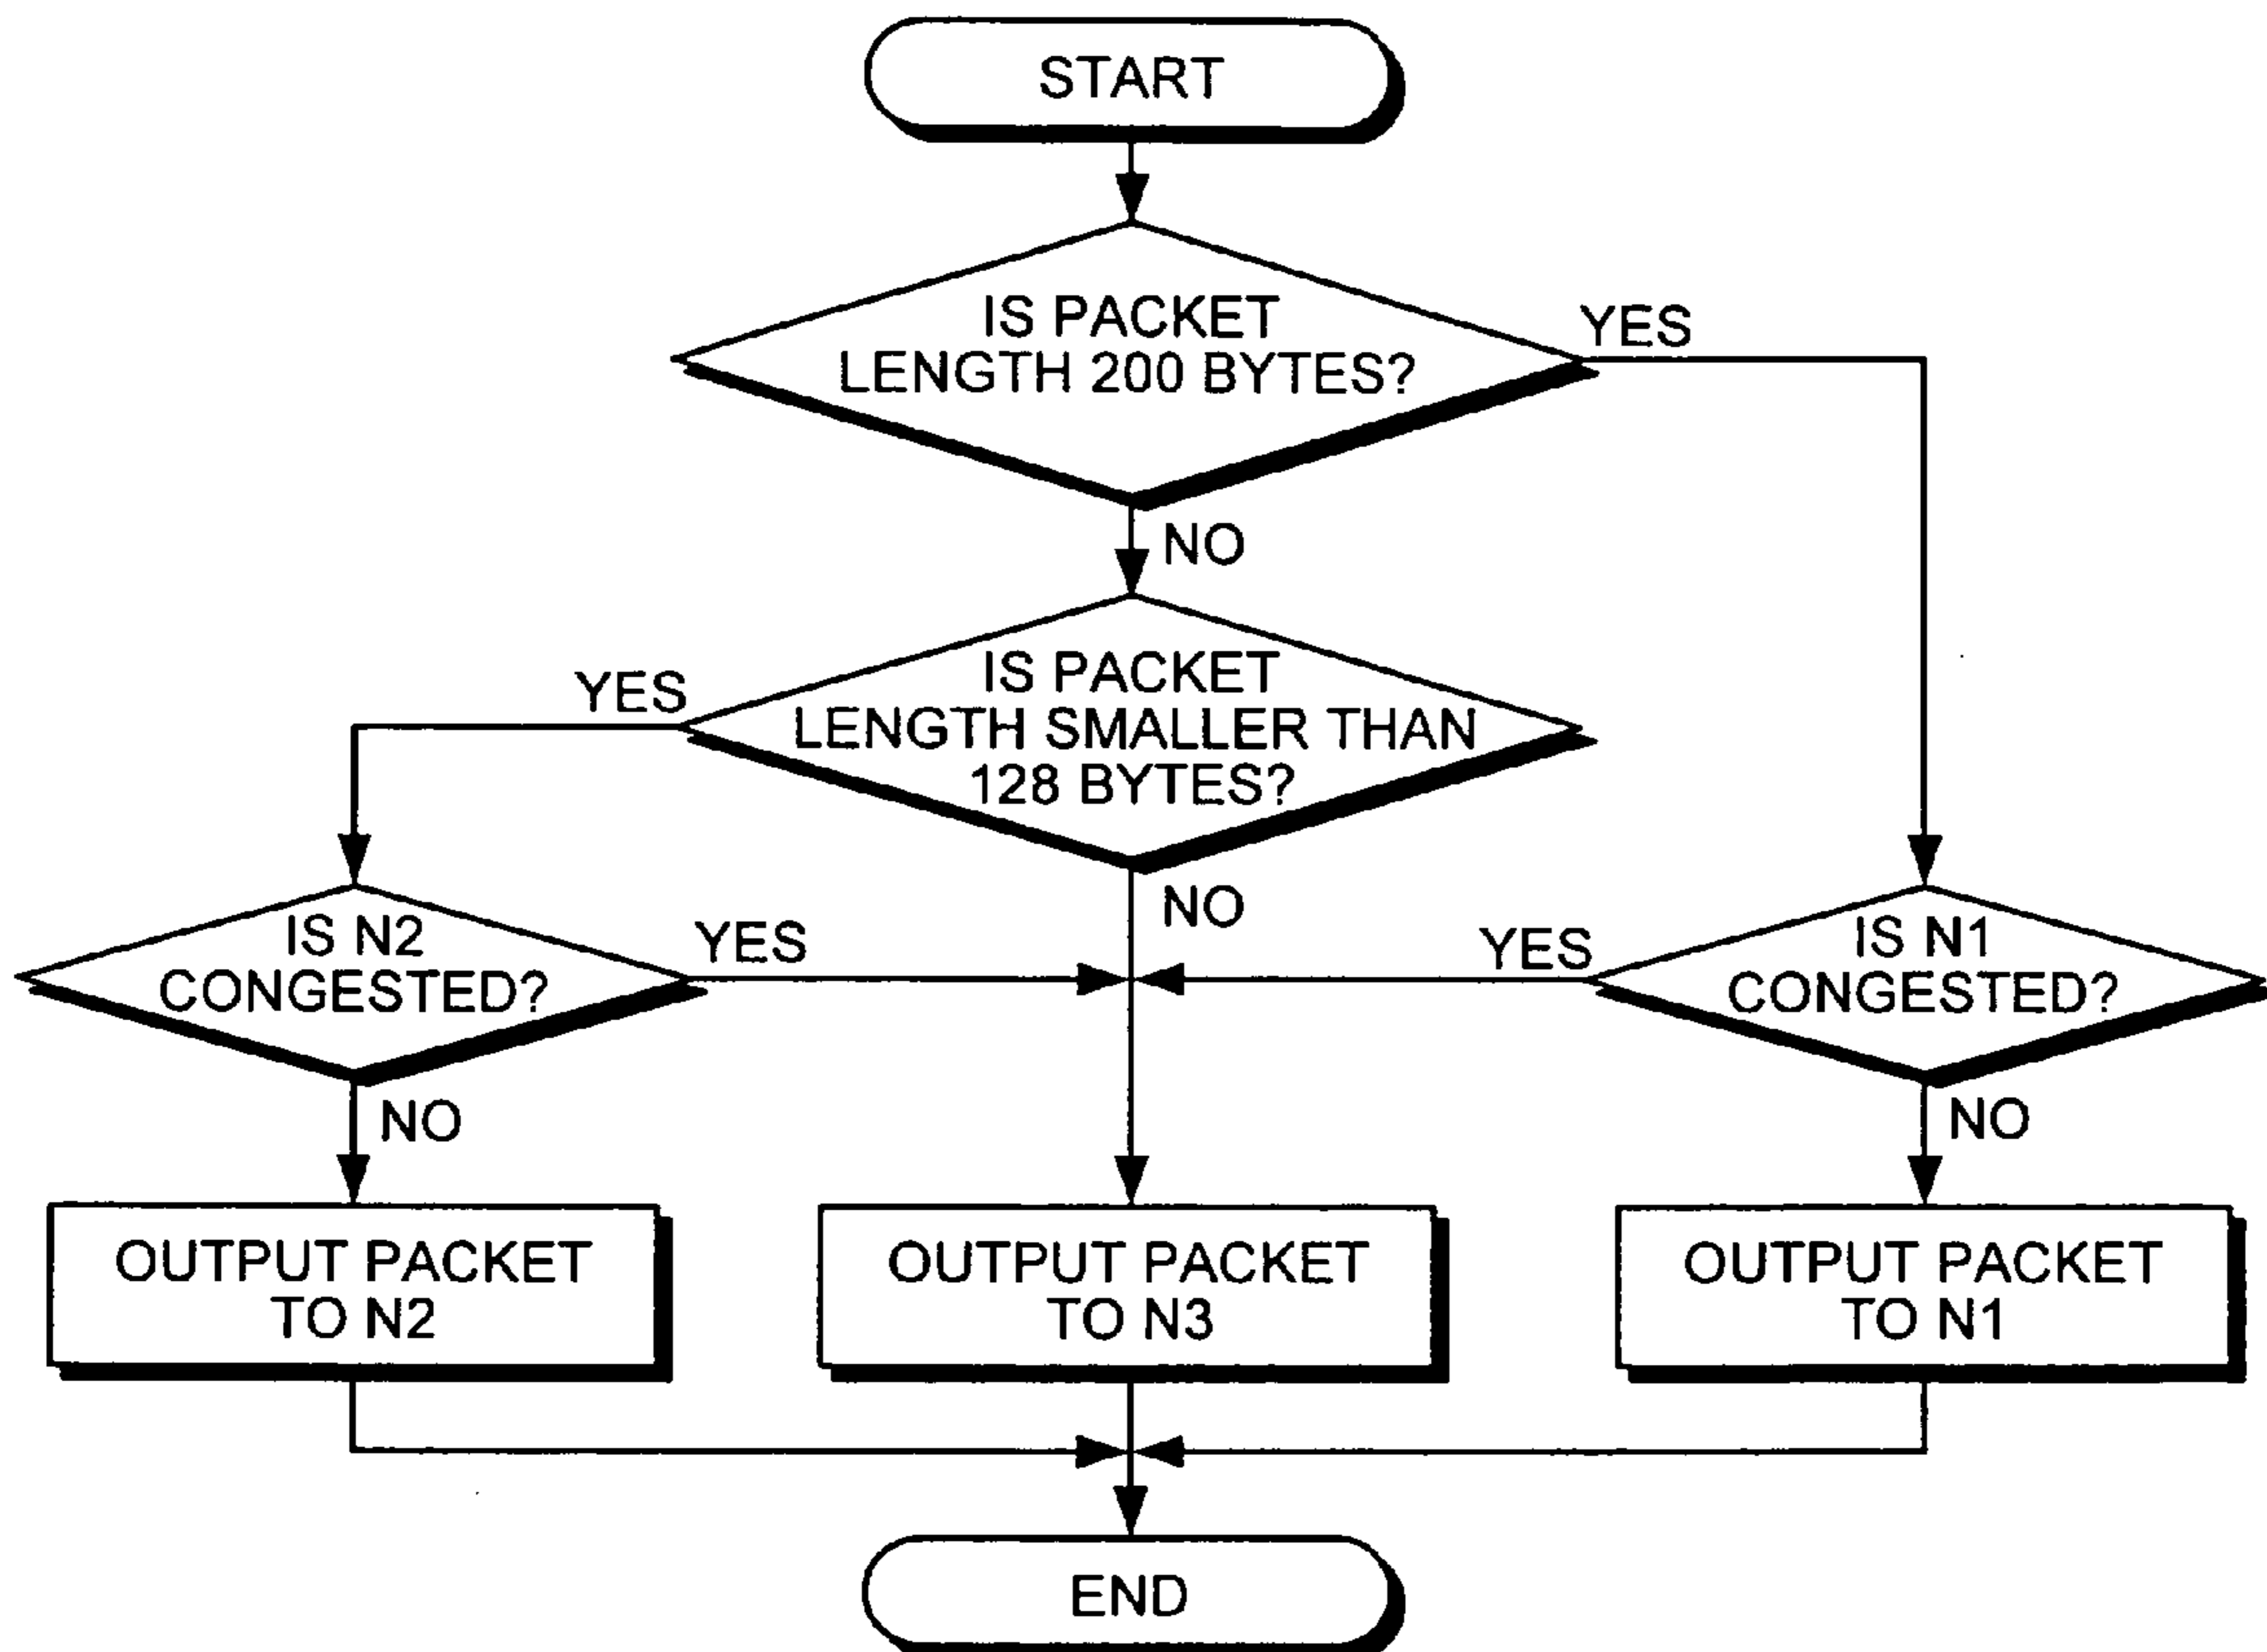 START
IS PACKET
LENGTH 200 BYTES?
YES
NO
IS PACKET
LENGTH SMALLER THAN
128 BYTES?
YES
NO
IS N2
CONGESTED?
YES
NO
IS N1
CONGESTED?
YES
NO
OUTPUT PACKET
TO N2
OUTPUT PACKET
TO N3
OUTPUT PACKET
TO N1
END